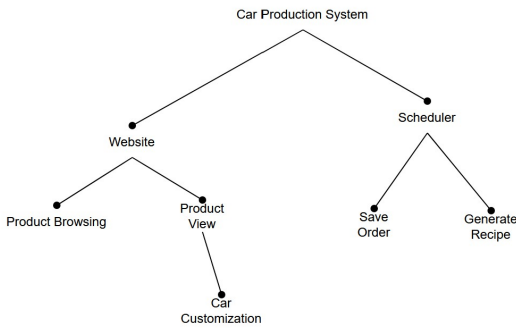 Car Production System
Website
Scheduler
Product Browsing
Product
View
Save
Order
Generate
Recipe
Car
Customization